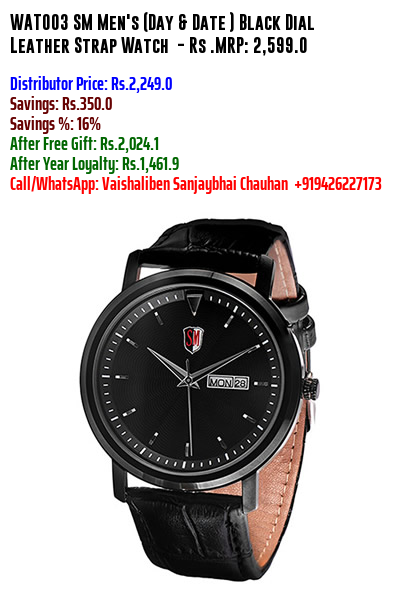 WAT003 SM Men's (Day & Date ) Black Dial
Leather Strap Watch - Rs .MRP: 2,599.0
Distributor Price: Rs.2,249.0
Savings: Rs.350.0
Savings %: 16%
After Free Gift: Rs.2,024.1
After Year Loyalty: Rs.1,461.9
Call/WhatsApp: Vaishaliben Sanjaybhai Chauhan +919426227173
SM
MON 28